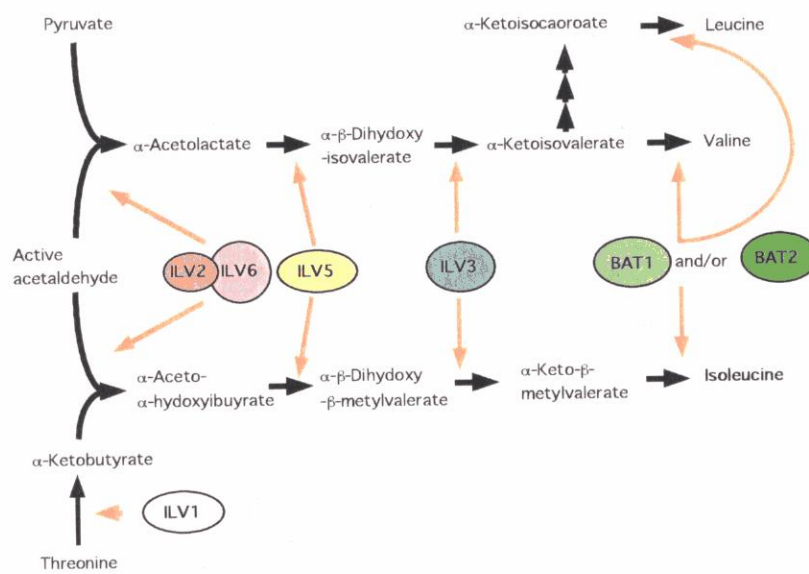 Pyruvate
α-Ketoisocaoroate
Leucine
α-Acetolactate
α-β-Dihydoxy
-isovalerate
α-Ketoisovalerate
Valine
Active
acetaldehyde
ILV2
ILV6
ILV5
ILV3
BAT1
and/or
BAT2
α-Aceto-
α-hydoxyibuyrate
α-β-Dihydoxy
-β-metylvalerate
α-Keto-β-
metylvalerate
Isoleucine
α-Ketobutyrate
ILV1
Threonine